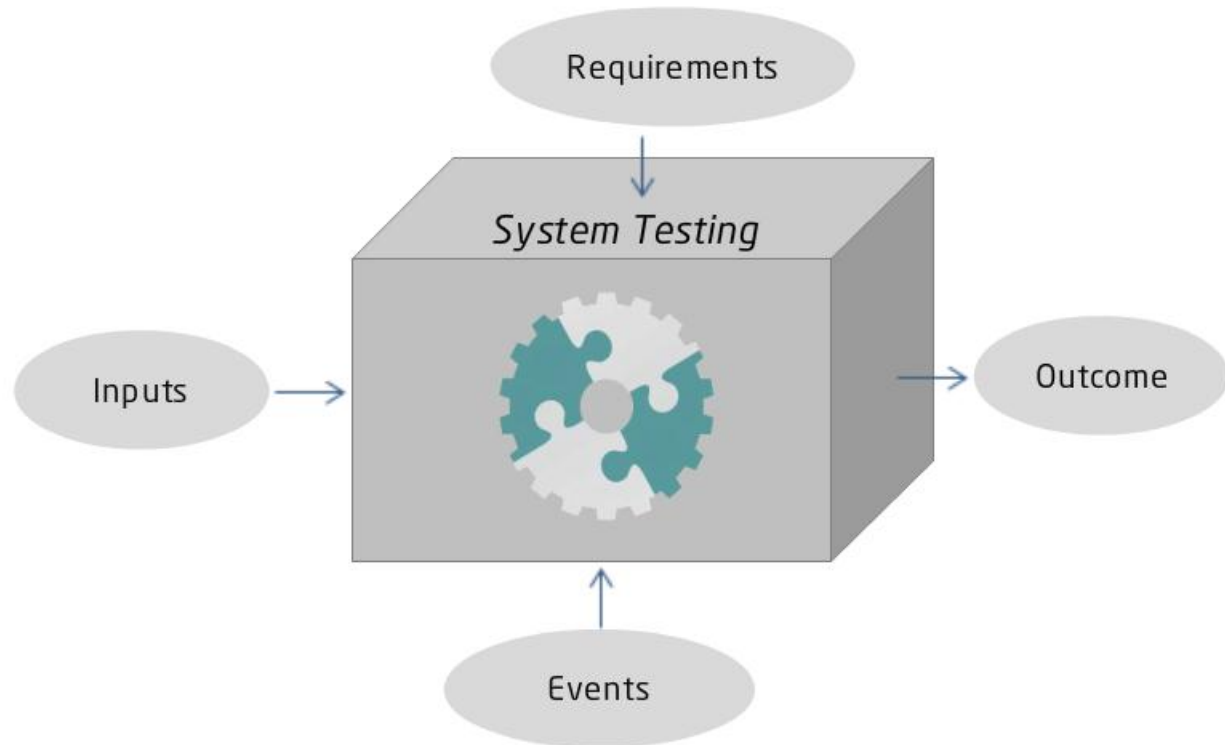 Requirements
System Testing
Inputs
Outcome
Events